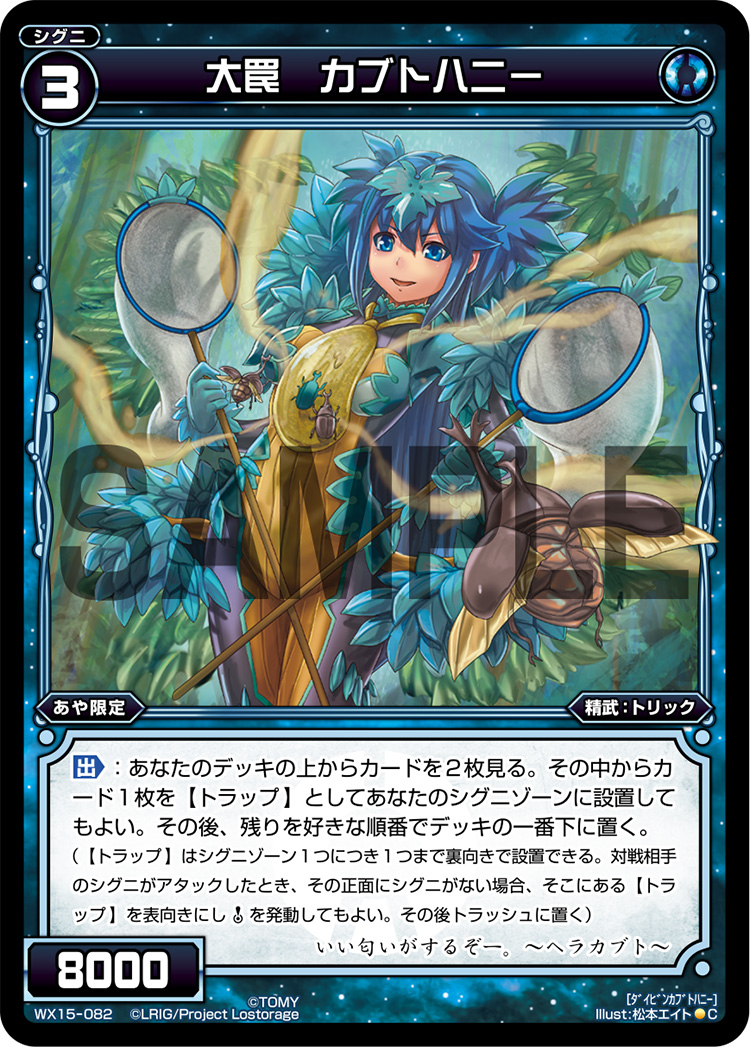 シグニ
3
大罠　カブトハニー
SAMPLE
あや限定
精武：トリック
出：あなたのデッキの上からカードを２枚見る。その中からカ
ード１枚を【トラップ】としてあなたのシグニゾーンに設置して
もよい。その後、残りを好きな順番でデッキの一番下に置く。
（【トラップ】はシグニゾーン１つにつき１つまで裏向きで設置できる。対戦相手
のシグニがアタックしたとき、その正面にシグニがない場合、そこにある【トラ
ップ】を表向きにしを発動してもよい。その後トラッシュに置く）
いい匂いがするぞー。～ヘラカブト～
8000
WX15-082 ©LRIG/Project Lostorage
©TOMY
[ﾀﾞｲﾋﾞﾝｶﾌﾞﾄﾊﾆｰ]
Illust:松本エイト C